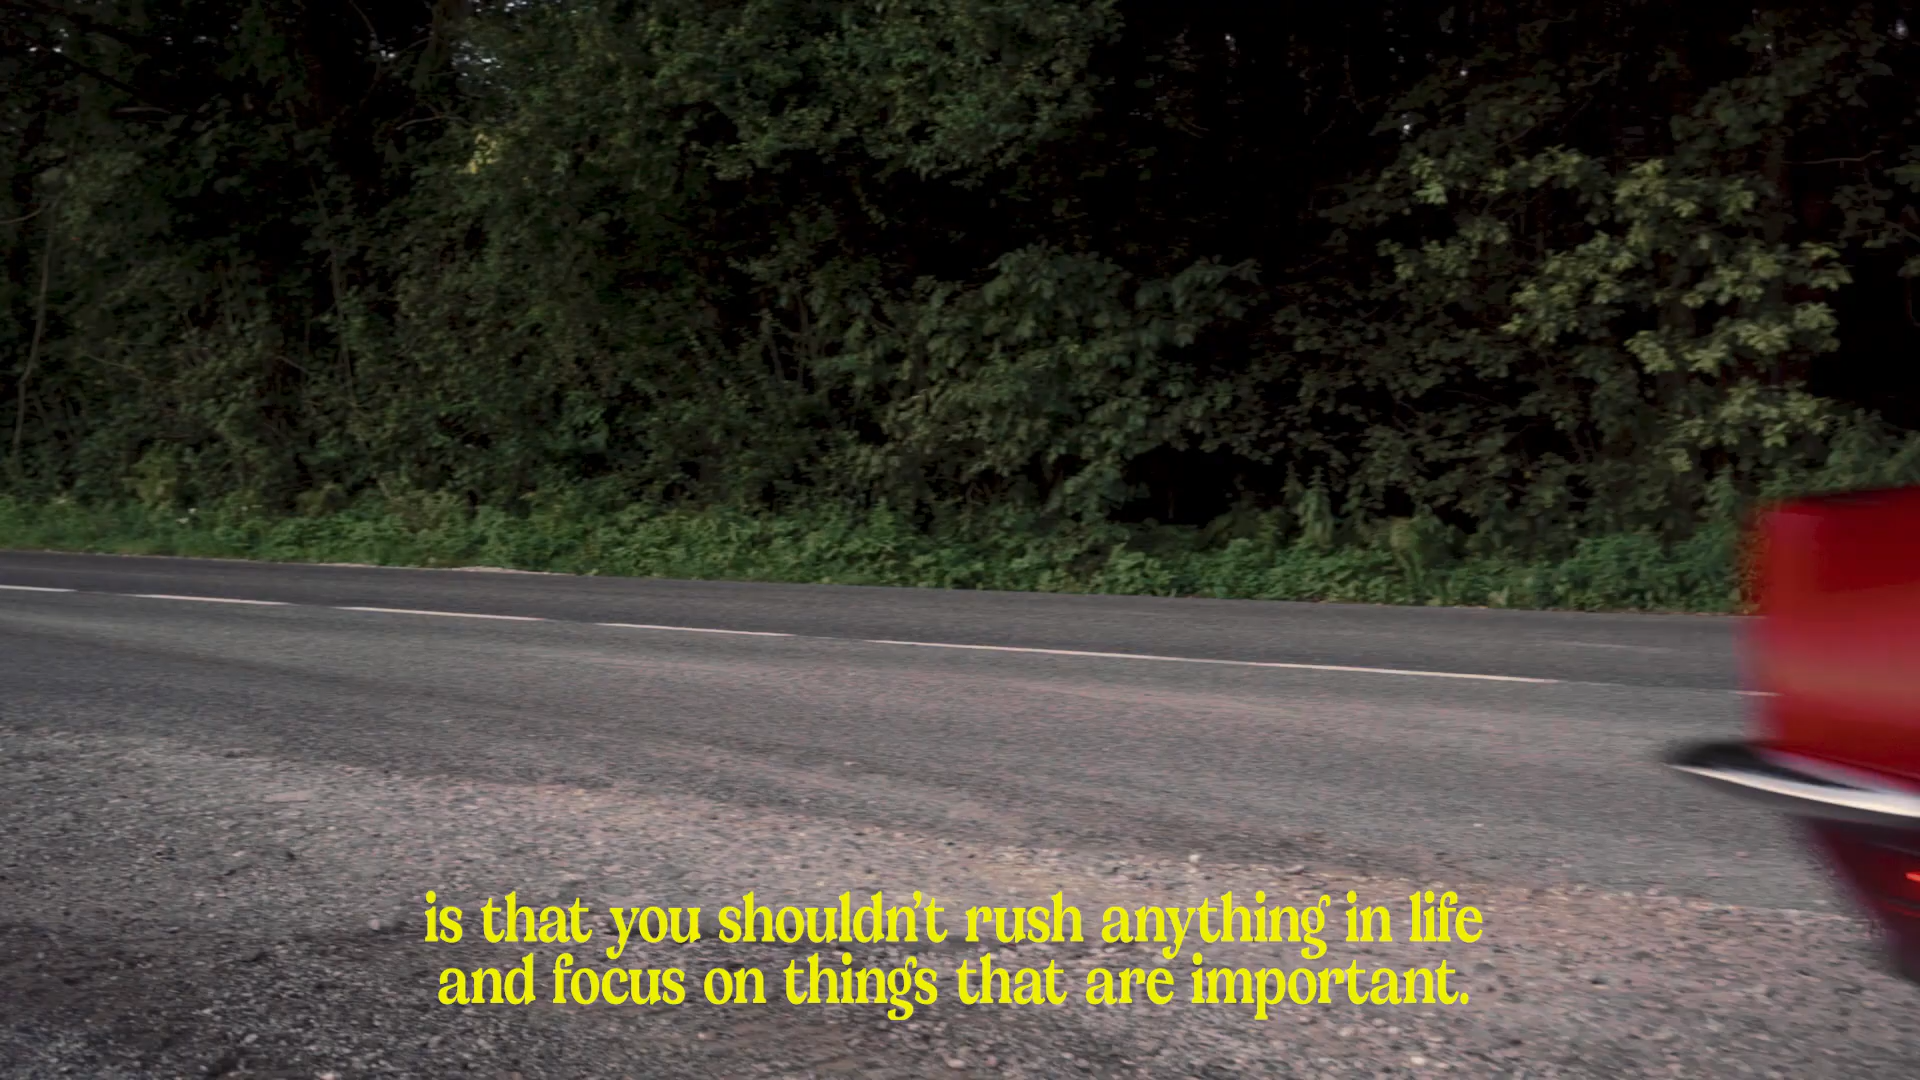 is that you shouldn't rush anything in life
and focus on things that are important.